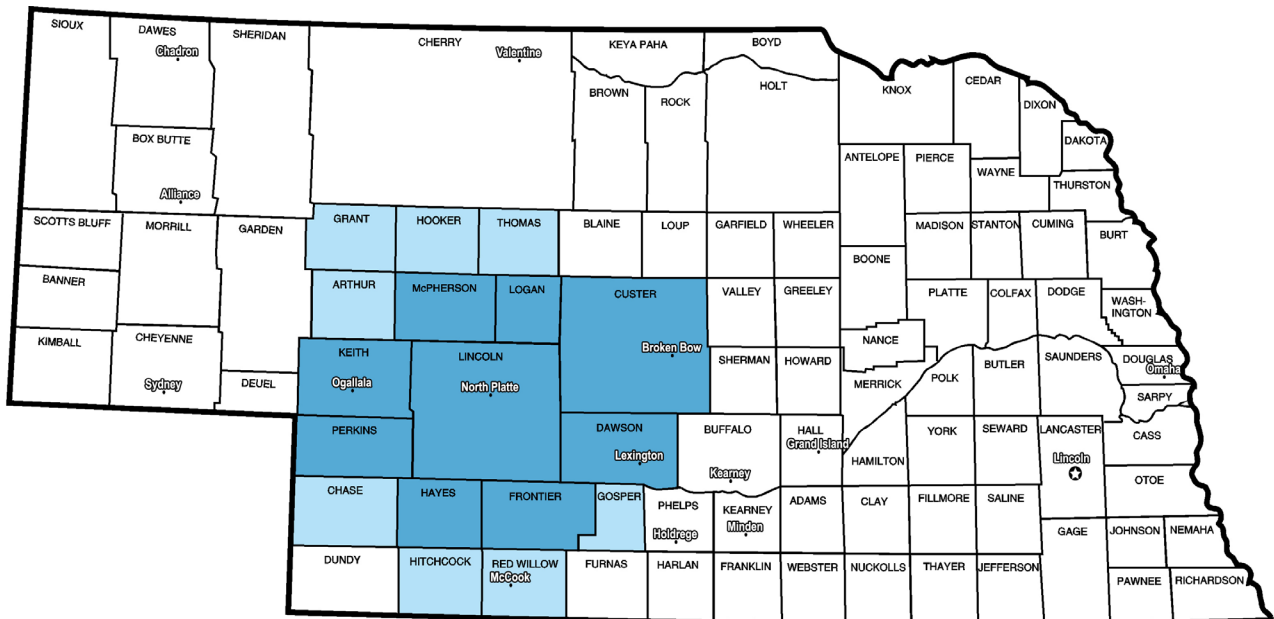 SIOUX
DAWES
Chadron
SHERIDAN
CHERRY
Valentine
KEYA PAHA
BOYD
BROWN
ROCK
HOLT
KNOX
CEDAR
DIXON
DAKOTA
BOX BUTTE
Alliance
ANTELOPE
PIERCE
WAYNE
THURSTON
SCOTTS BLUFF
MORRILL
GARDEN
GRANT
HOOKER
THOMAS
BLAINE
LOUP
GARFIELD
WHEELER
MADISON
STANTON
CUMING
BURT
BOONE
BANNER
ARTHUR
McPHERSON
LOGAN
CUSTER
Broken Bow
VALLEY
GREELEY
PLATTE
COLFAX
DODGE
WASH-
INGTON
KIMBALL
CHEYENNE
Sydney
DEUEL
KEITH
Ogallala
LINCOLN
North Platte
SHERMAN
HOWARD
NANCE
MERRICK
POLK
BUTLER
SAUNDERS
DOUGLAS
Omaha
SARPY
PERKINS
DAWSON
Lexington
BUFFALO
Kearney
HALL
Grand Island
HAMILTON
YORK
SEWARD
LANCASTER
Lincoln
CASS
OTOE
CHASE
HAYES
FRONTIER
GOSPER
PHELPS
Holdrege
KEARNEY
Minden
ADAMS
CLAY
FILLMORE
SALINE
GAGE
JOHNSON
NEMAHA
DUNDY
HITCHCOCK
RED WILLOW
McCook
FURNAS
HARLAN
FRANKLIN
WEBSTER
NUCKOLLS
THAYER
JEFFERSON
PAWNEE
RICHARDSON